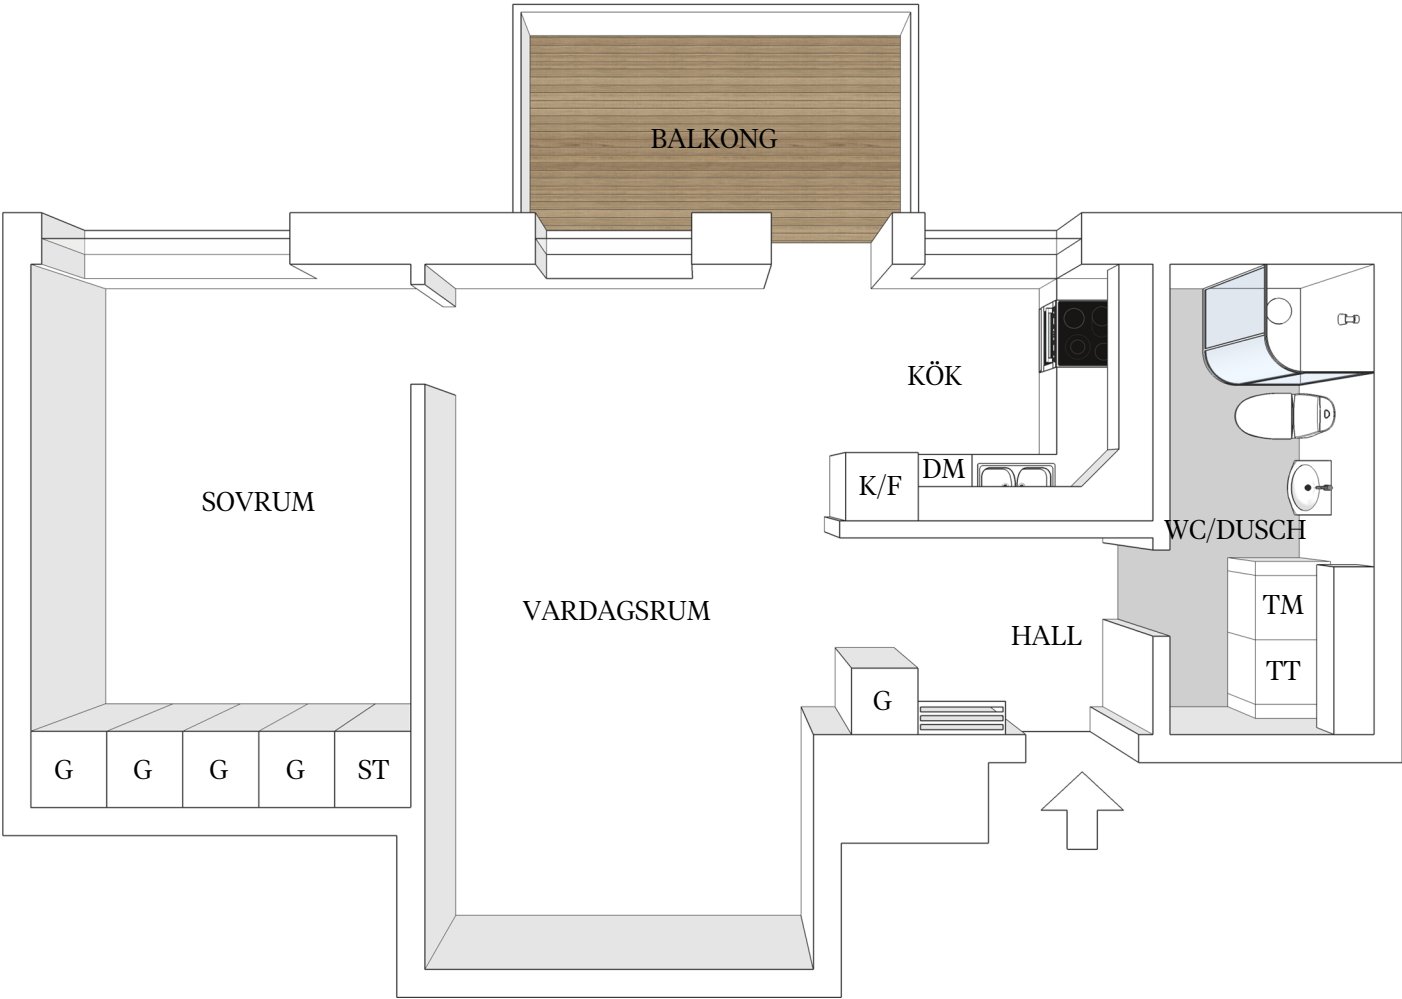 BALKONG
KÖK
SOVRUM
K/F
DM
WC/DUSCH
VARDAGSRUM
HALL
TM
TT
G
G
G
G
G
ST